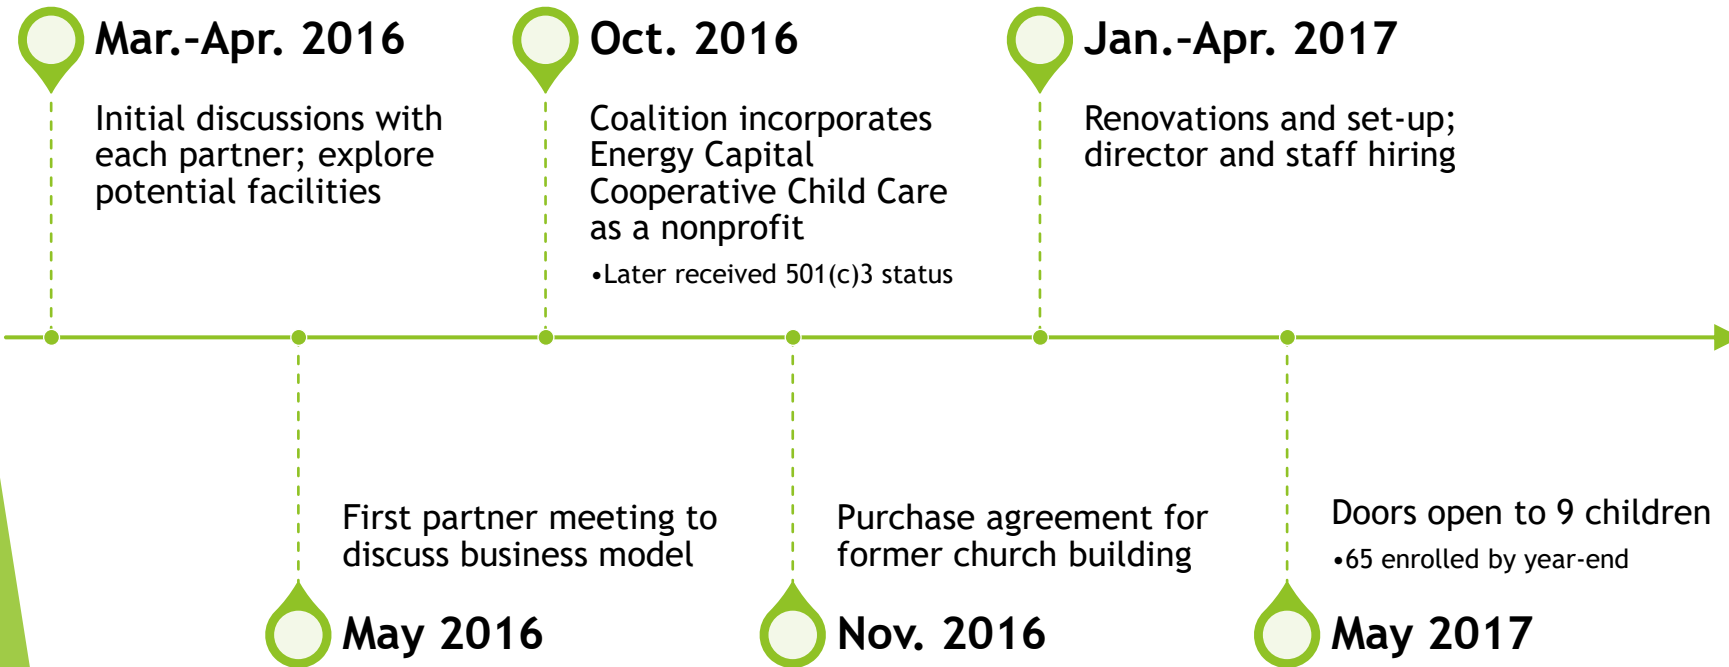 Mar.-Apr. 2016
Initial discussions with
each partner; explore
potential facilities
May 2016
First partner meeting to
discuss business model
Oct. 2016
Coalition incorporates
Energy Capital
Cooperative Child Care
as a nonprofit
•Later received 501(c)3 status
Nov. 2016
Purchase agreement for
former church building
Jan.-Apr. 2017
Renovations and set-up;
director and staff hiring
May 2017
Doors open to 9 children
•65 enrolled by year-end